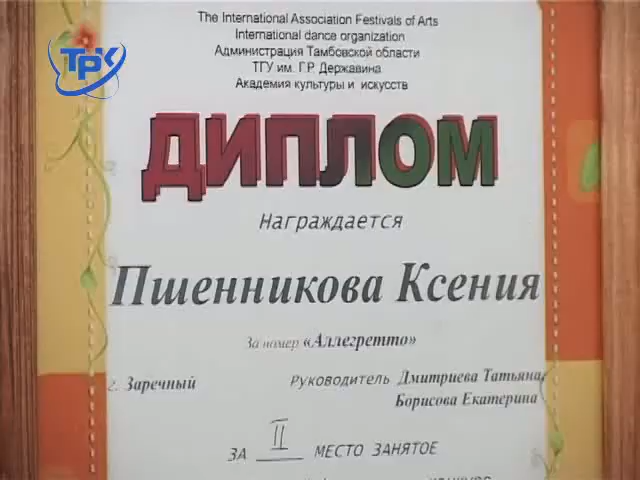 ТРК
The International Association Festivals of Arts
International dance organization
Администрация Тамбовской области
ТГУ им. Г.Р. Державина
Академия культуры и искусств
ДИПЛОМ
Награждается
Пшенникова Ксения
За номер «Аллегретто»
г. Заречный
Руководитель Дмитриева Татьяна,
Борисова Екатерина
ЗА II МЕСТО ЗАНЯТОЕ